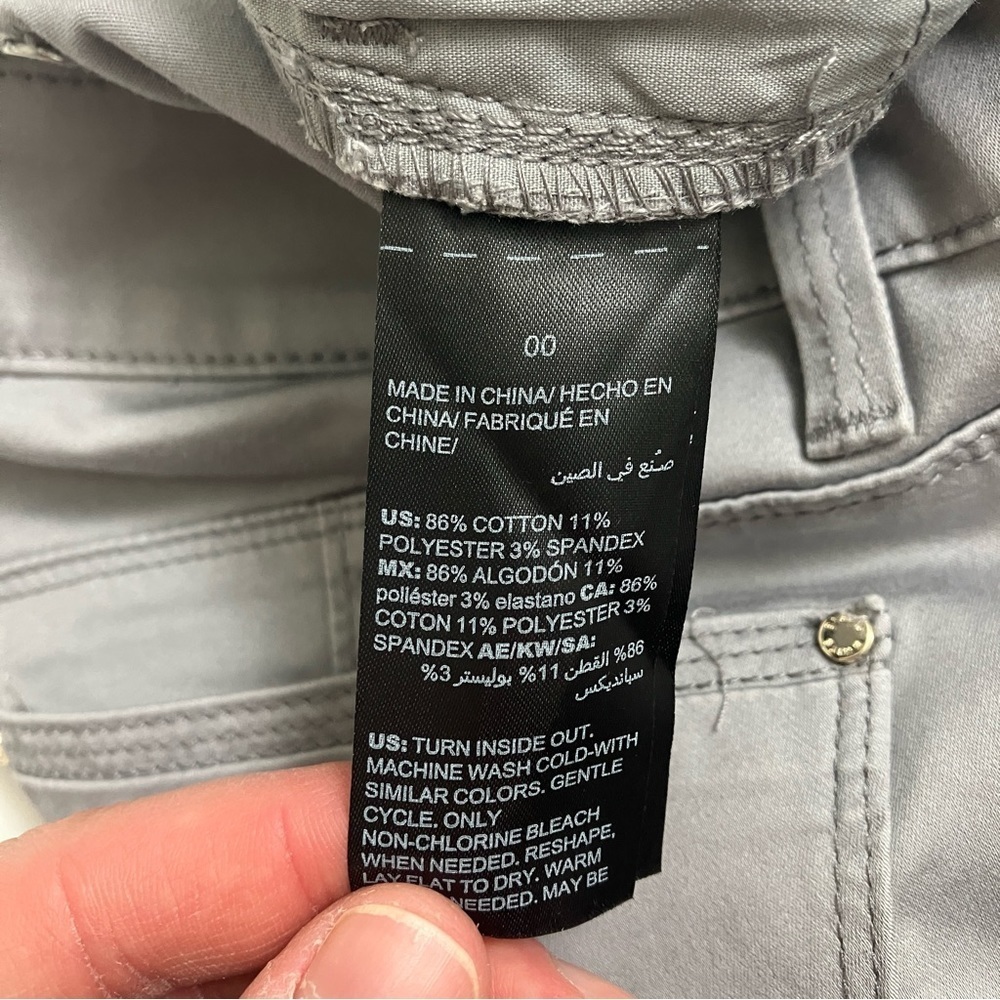 00
MADE IN CHINA/ HECHO EN
CHINA/ FABRIQUÉ EN
CHINE/
صُنع في الصين
US: 86% COTTON 11%
POLYESTER 3% SPANDEX
MX: 86% ALGODÓN 11%
poliéster 3% elastano CA: 86%
COTON 11% POLYESTER 3%
SPANDEX AE/KW/SA:
86% القطن 11% بوليستر 3%
سبانديكس
US: TURN INSIDE OUT.
MACHINE WASH COLD-WITH
SIMILAR COLORS. GENTLE
CYCLE. ONLY
NON-CHLORINE BLEACH
WHEN NEEDED. RESHAPE,
LAY FLAT TO DRY. WARM
NEEDED. MAY BE